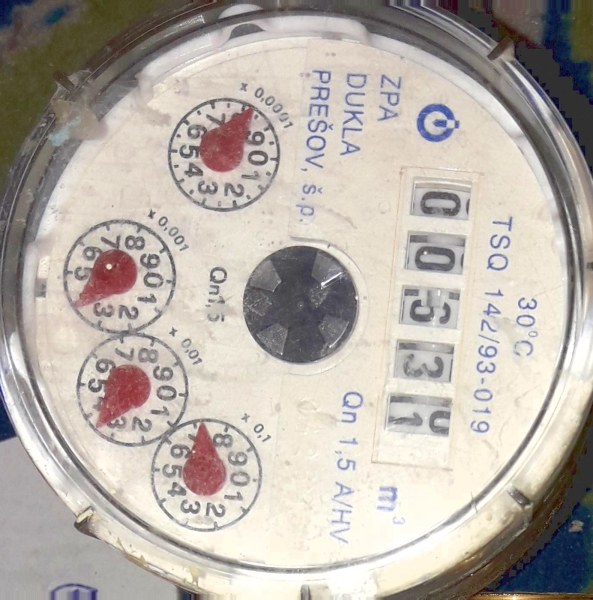 ZPA
DUKLA
PREŠOV, š.p.
TSQ 142/93-019
30°C
0 0 5 3 1
m³
Qn 1,5 A/HV
Qn1,5
x 0,0001
x 0,001
x 0,01
x 0,1